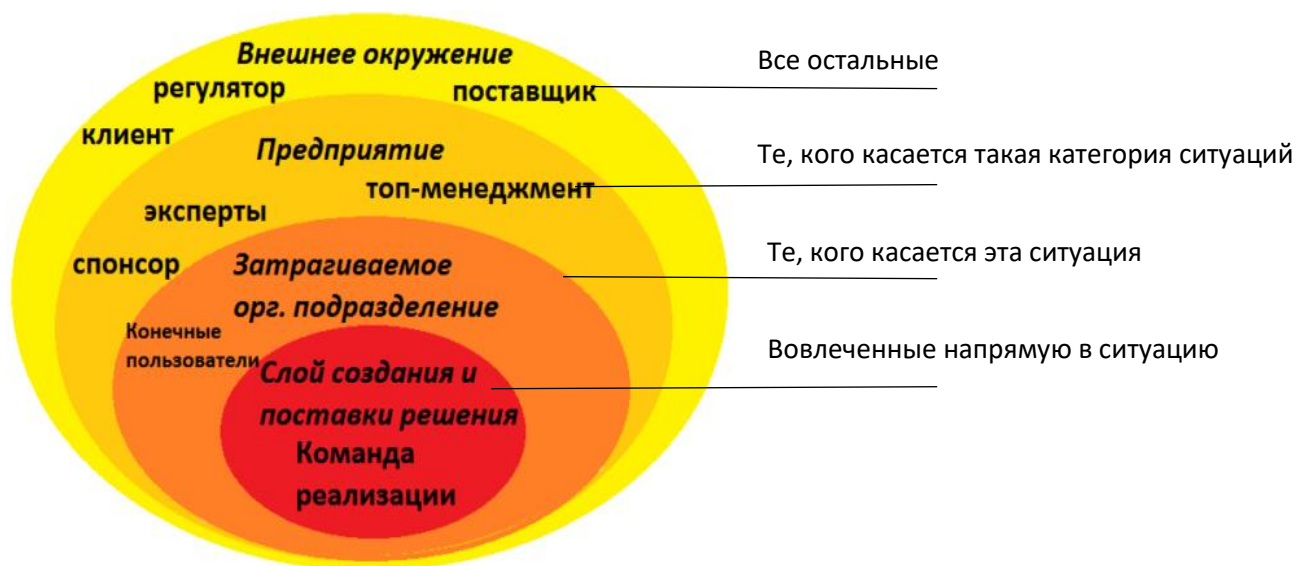 Внешнее окружение
регулятор
поставщик
клиент
Предприятие
топ-менеджмент
эксперты
спонсор
Затрагиваемое
орг. подразделение
Конечные
пользователи
Слой создания и
поставки решения
Команда
реализации
Все остальные
Те, кого касается такая категория ситуаций
Те, кого касается эта ситуация
Вовлеченные напрямую в ситуацию